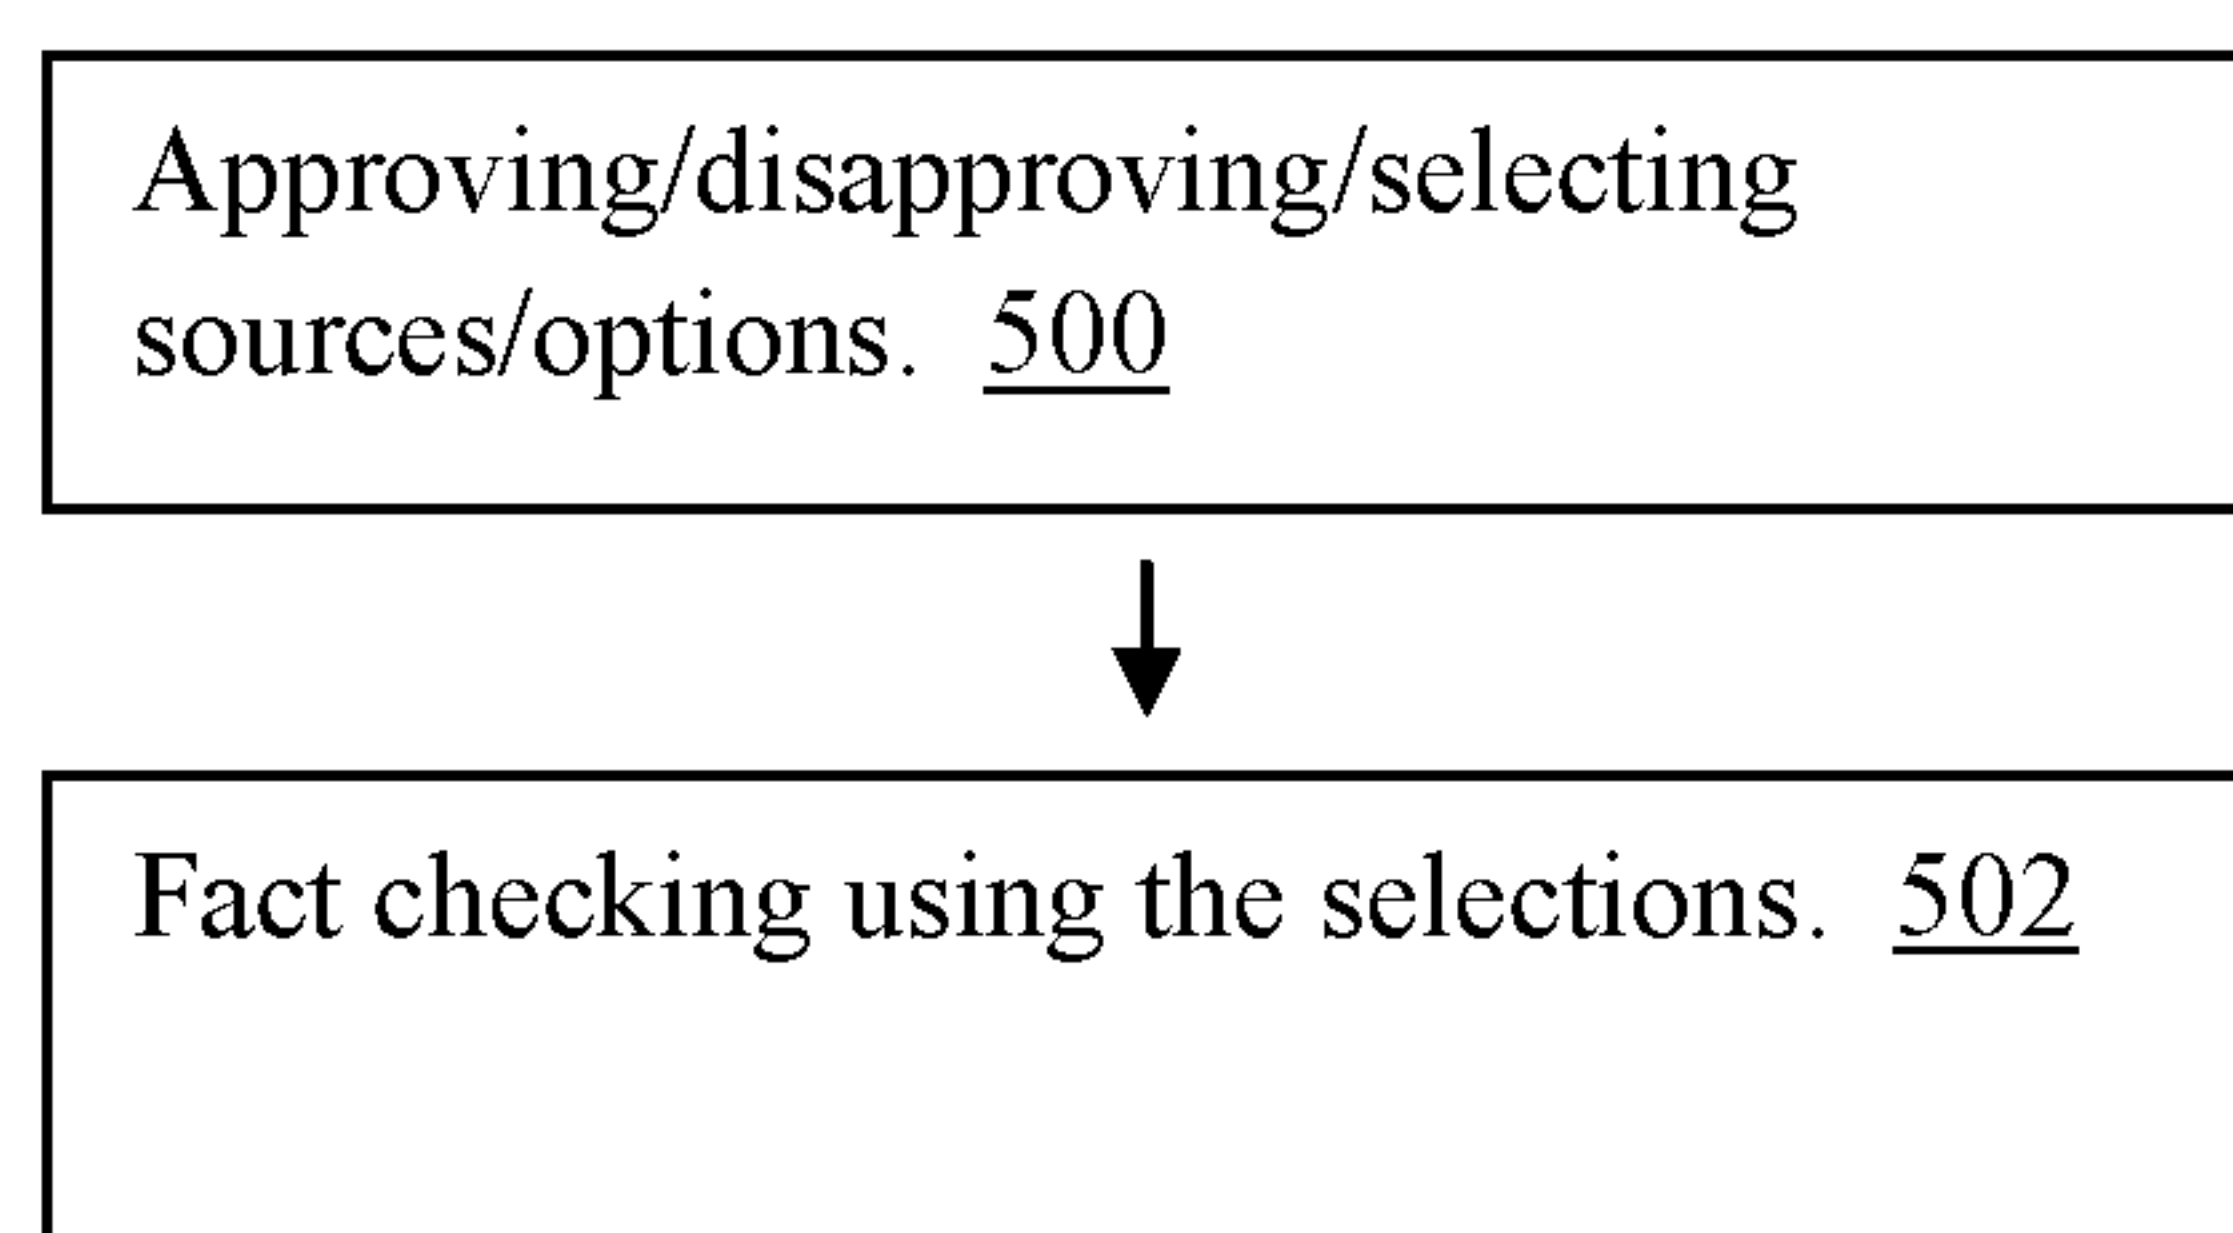 Approving/disapproving/selecting
sources/options. 500
Fact checking using the selections. 502